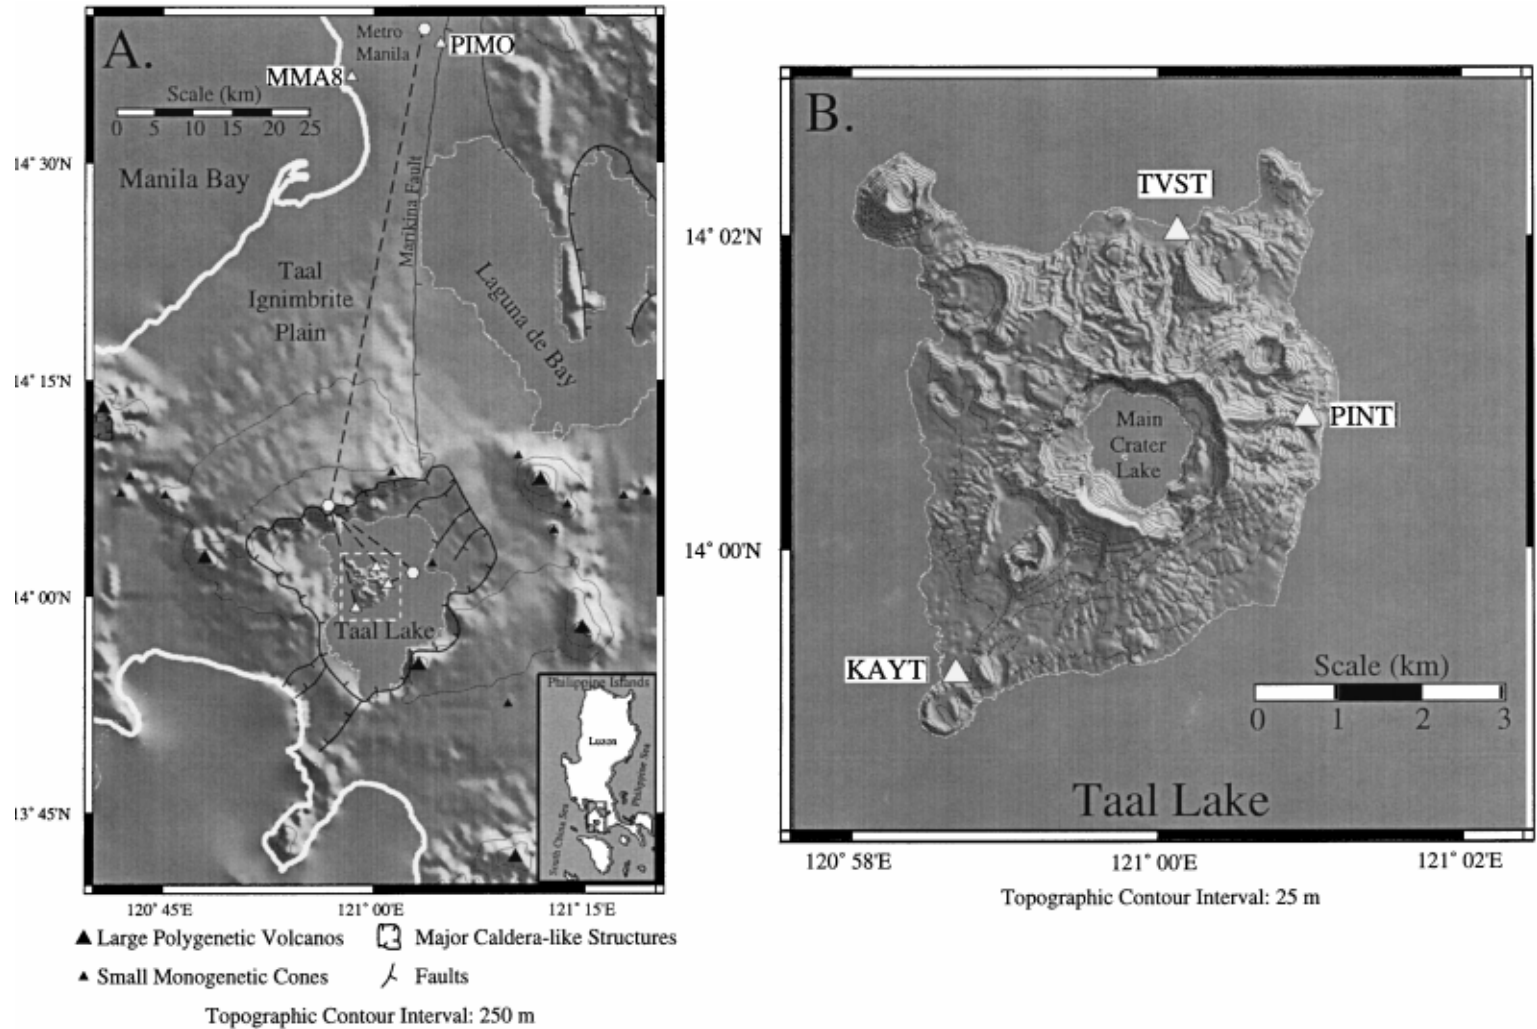 A.
Metro
Manila
PIMO
MMA8
Scale (km)
0 5 10 15 20 25
14° 30'N
Manila Bay
Marikina Fault
Taal
Ignimbrite
Plain
Laguna de Bay
14° 15'N
14° 00'N
Taal Lake
13° 45'N
Philippine Islands
Luzon
South China Sea
Philippine Sea
120° 45'E
121° 00'E
121° 15'E
Large Polygenetic Volcanos
Major Caldera-like Structures
Small Monogenetic Cones
Faults
Topographic Contour Interval: 250 m
B.
TVST
14° 02'N
PINT
Main
Crater
Lake
14° 00'N
KAYT
Scale (km)
0 1 2 3
Taal Lake
120° 58'E
121° 00'E
121° 02'E
Topographic Contour Interval: 25 m